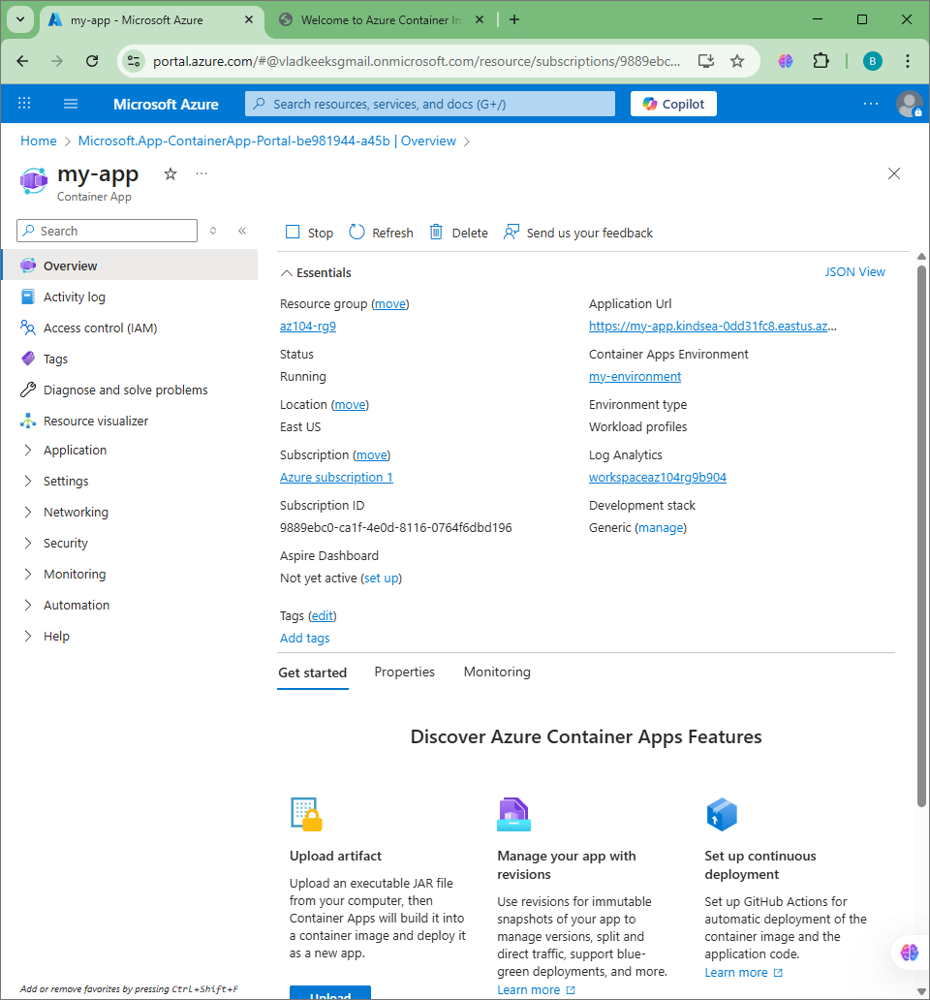 my-app - Microsoft Azure
Welcome to Azure Container In
portal.azure.com/#@vladkeeksgmail.onmicrosoft.com/resource/subscriptions/9889ebc...
B
Microsoft Azure
Search resources, services, and docs (G+/)
Copilot
Home > Microsoft.App-ContainerApp-Portal-be981944-a45b | Overview >
my-app
Container App
Search
Overview
Activity log
Access control (IAM)
Tags
Diagnose and solve problems
Resource visualizer
Application
Settings
Networking
Security
Monitoring
Automation
Help
Add or remove favorites by pressing Ctrl+Shift+F
Stop
Refresh
Delete
Send us your feedback
Essentials
JSON View
Resource group (move)
az104-rg9
Status
Running
Location (move)
East US
Subscription (move)
Azure subscription 1
Subscription ID
9889ebc0-ca1f-4e0d-8116-0764f6dbd196
Aspire Dashboard
Not yet active (set up)
Application Url
https://my-app.kindsea-0dd31fc8.eastus.az...
Container Apps Environment
my-environment
Environment type
Workload profiles
Log Analytics
workspaceaz104rg9b904
Development stack
Generic (manage)
Tags (edit)
Add tags
Get started
Properties
Monitoring
Discover Azure Container Apps Features
Upload artifact
Upload an executable JAR file
from your computer, then
Container Apps will build it into
a container image and deploy it
as a new app.
Upload
Manage your app with
revisions
Use revisions for immutable
snapshots of your app to
manage versions, split and
direct traffic, support blue-
green deployments, and more.
Learn more
Set up continuous
deployment
Set up GitHub Actions for
automatic deployment of the
container image and the
application code.
Learn more